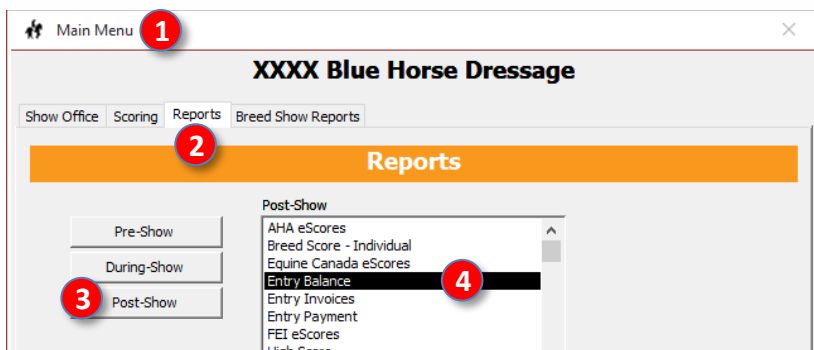 Main Menu 1
XXXX Blue Horse Dressage
Show Office Scoring Reports Breed Show Reports
2
Reports
Post-Show
Pre-Show
During-Show
3 Post-Show
AHA eScores
Breed Score - Individual
Equine Canada eScores
Entry Balance 4
Entry Invoices
Entry Payment
FEI eScores
High Score